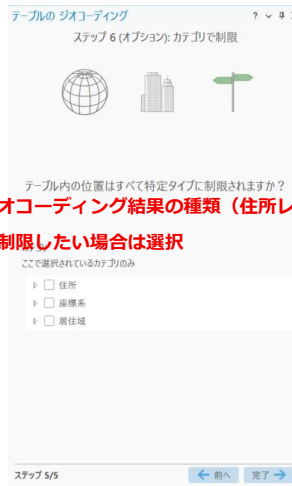 テーブルの ジオコーディング
ステップ 6 (オプション): カテゴリで制限
テーブル内の位置はすべて特定タイプに制限されますか?
オコーディング結果の種類（住所レ
制限したい場合は選択
ここで選択されているカテゴリのみ
住所
座標系
居住域
ステップ 5/5
前へ
完了